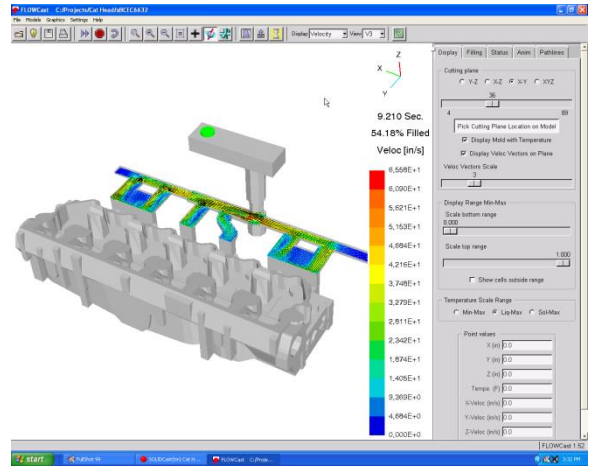 FLOWCast C:/Projects/Cat Head/
File Models Graphics Settings Help
Display Velocity View V3
Z
X
Y
9.210 Sec.
54.18% Filled
Veloc [in/s]
6,558E+1
6,090E+1
5,621E+1
5,153E+1
4,684E+1
4,216E+1
3,748E+1
3,279E+1
2,811E+1
2,342E+1
1,874E+1
1,405E+1
9,369E+0
4,684E+0
0,000E+0
Display Filling Status Anim Pathlines
Cutting plane
Y-Z X-Z X-Y XYZ
36
4 89
Pick Cutting Plane Location on Model
Display Mold with Temperature
Display Veloc Vectors on Plane
Veloc Vectors Scale
3
Display Range Min-Max
Scale bottom range
0.000
Scale top range
1.000
Show cells outside range
Temperature Scale Range
Min-Max Liq-Max Sol-Max
Point values
X (in) 0.0
Y (in) 0.0
Z (in) 0.0
Tempe. (F) 0.0
X-Veloc (in/s) 0.0
Y-Veloc (in/s) 0.0
Z-Veloc (in/s) 0.0
FLOWCast 1.52
start
FLOWCast C:/Proje...
3:32 PM